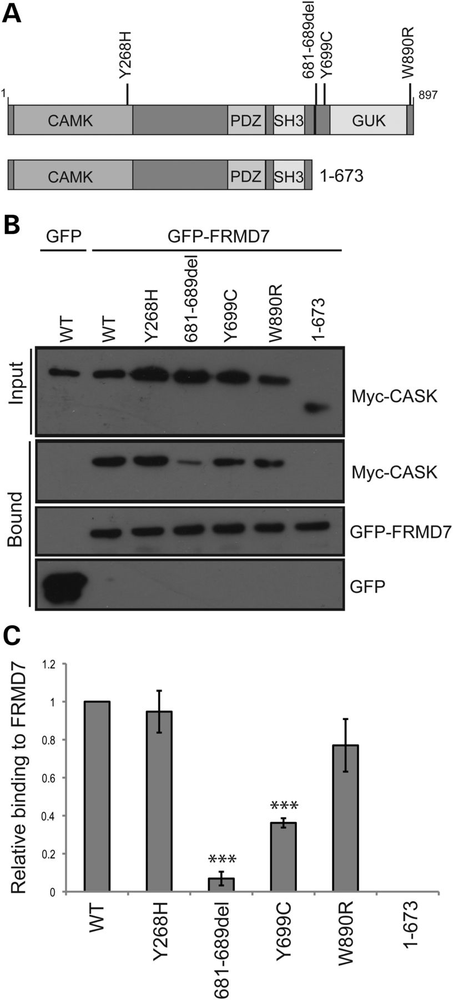 A
Y268H
681-689del
Y699C
W890R
1
897
CAMK
PDZ
SH3
GUK
CAMK
PDZ
SH3
1-673
B
GFP
GFP-FRMD7
WT
WT
Y268H
681-689del
Y699C
W890R
1-673
Input
Myc-CASK
Bound
Myc-CASK
GFP-FRMD7
GFP
C
Relative binding to FRMD7
1.2
1
0.8
0.6
0.4
0.2
0
***
***
WT
Y268H
681-689del
Y699C
W890R
1-673